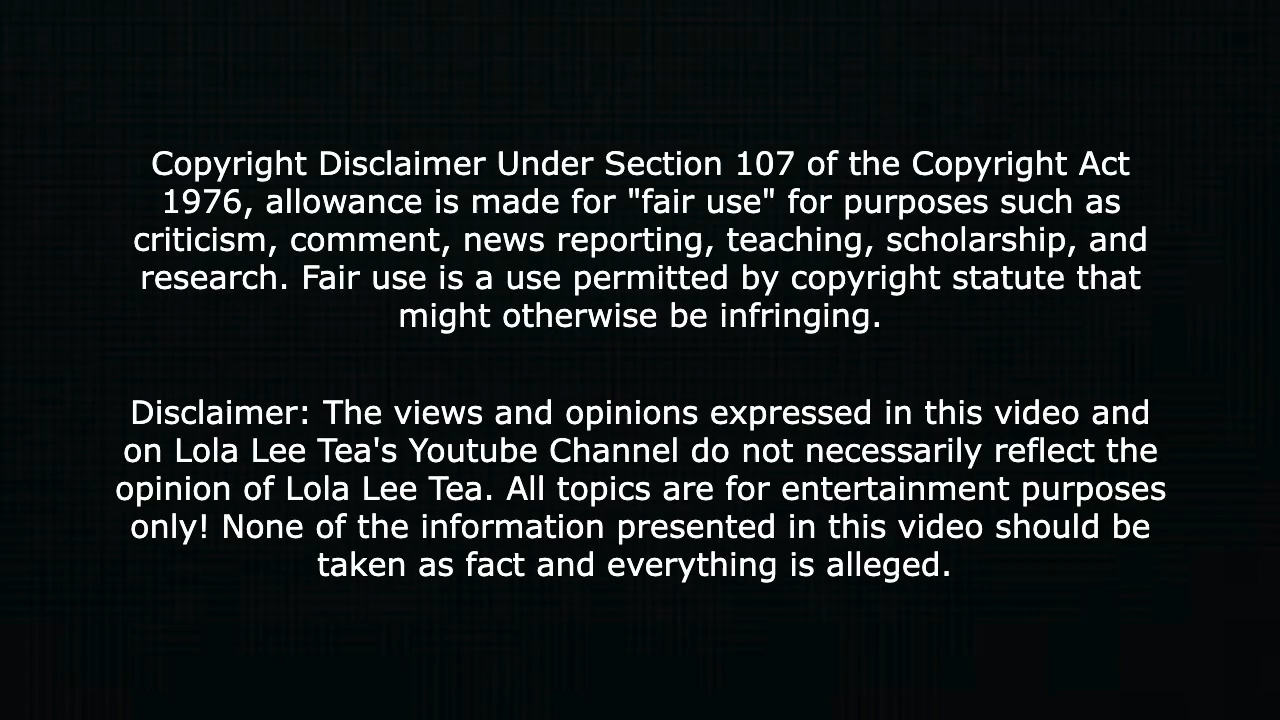 Copyright Disclaimer Under Section 107 of the Copyright Act
1976, allowance is made for "fair use" for purposes such as
criticism, comment, news reporting, teaching, scholarship, and
research. Fair use is a use permitted by copyright statute that
might otherwise be infringing.
Disclaimer: The views and opinions expressed in this video and
on Lola Lee Tea's Youtube Channel do not necessarily reflect the
opinion of Lola Lee Tea. All topics are for entertainment purposes
only! None of the information presented in this video should be
taken as fact and everything is alleged.